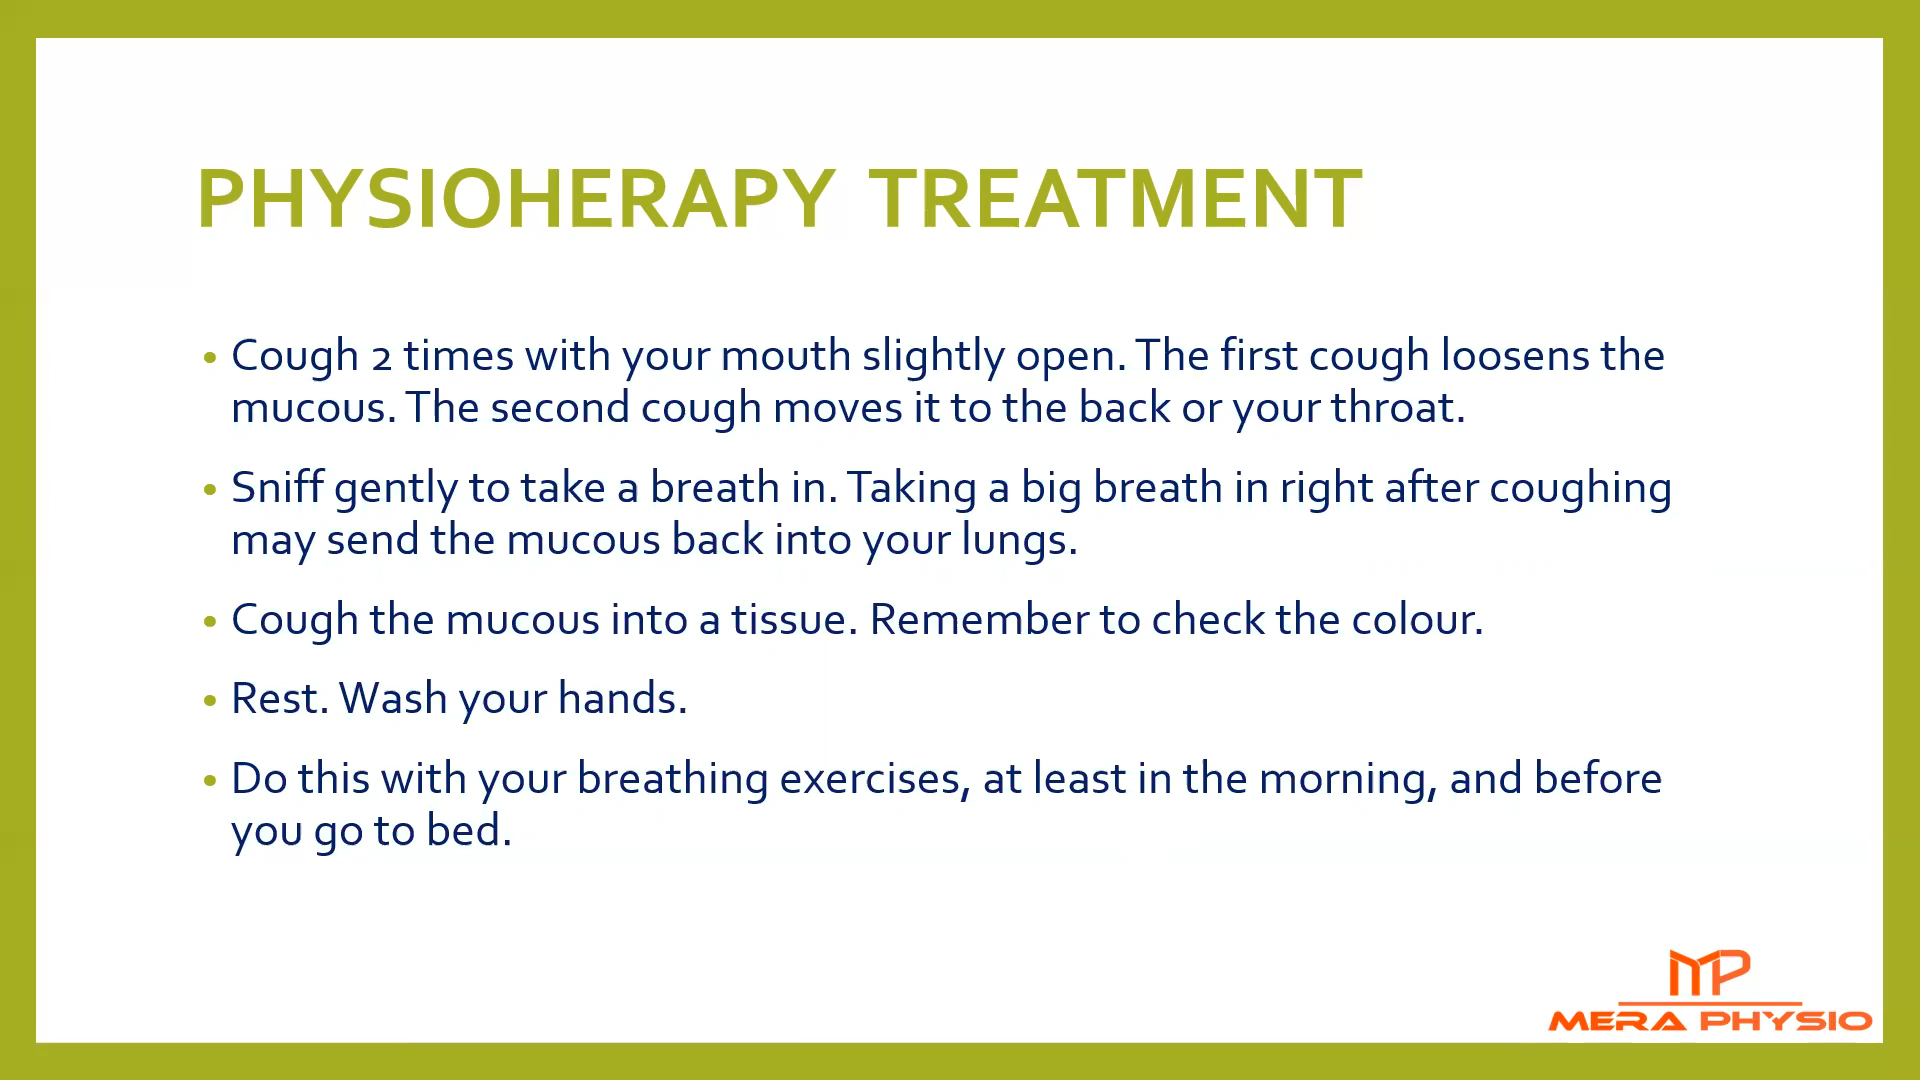 PHYSIOHERAPY TREATMENT
• Cough 2 times with your mouth slightly open. The first cough loosens the
mucous. The second cough moves it to the back or your throat.
• Sniff gently to take a breath in. Taking a big breath in right after coughing
may send the mucous back into your lungs.
• Cough the mucous into a tissue. Remember to check the colour.
• Rest. Wash your hands.
• Do this with your breathing exercises, at least in the morning, and before
you go to bed.
MP
MERA PHYSIO